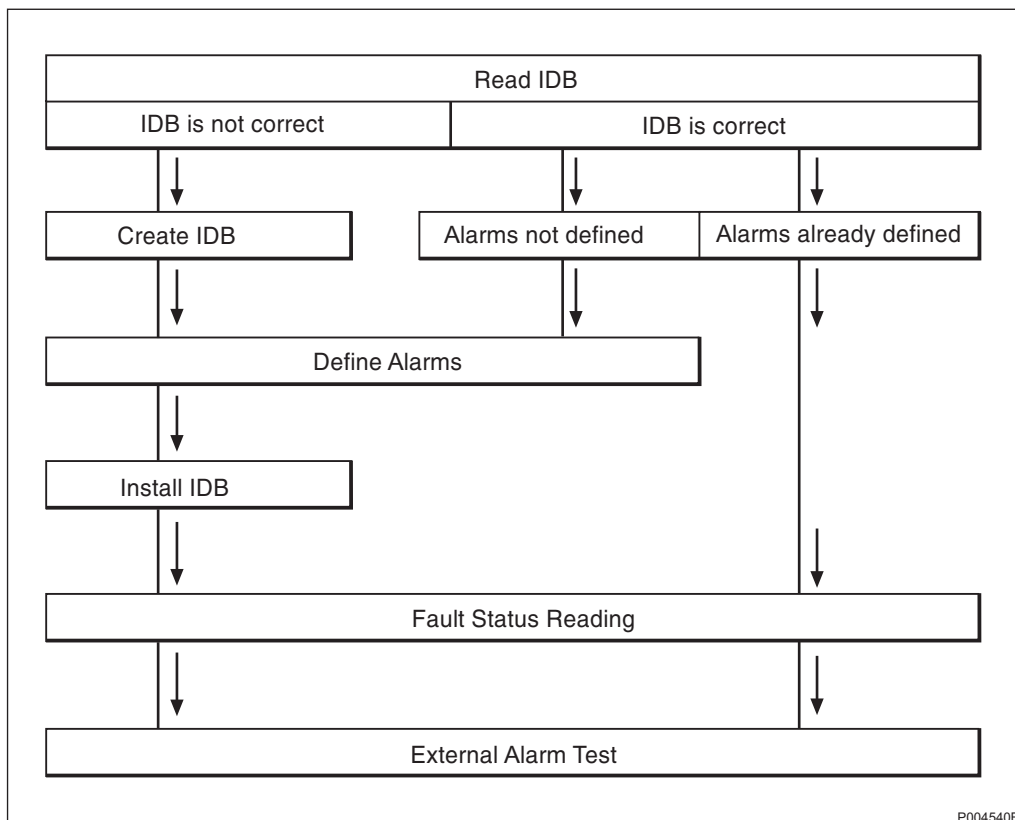 Read IDB
IDB is not correct
IDB is correct
Create IDB
Alarms not defined
Alarms already defined
Define Alarms
Install IDB
Fault Status Reading
External Alarm Test